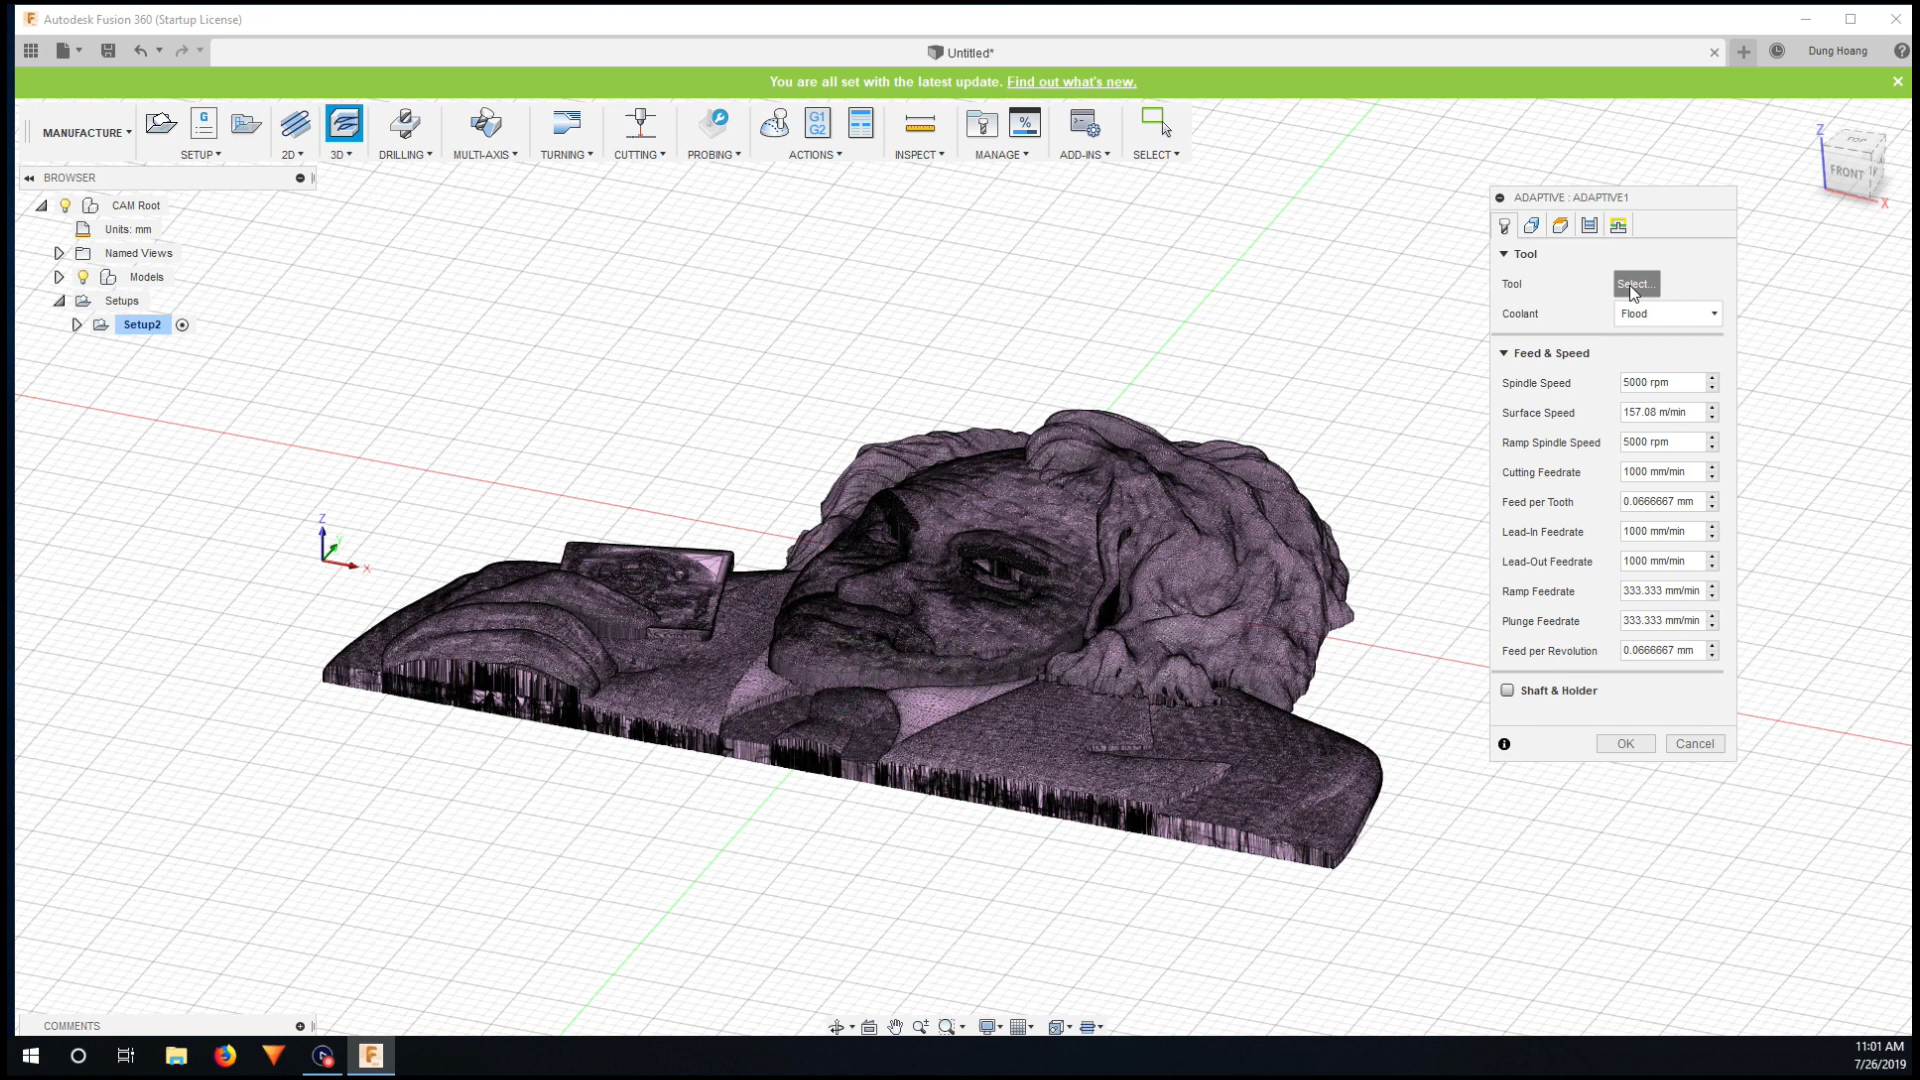 Autodesk Fusion 360 (Startup License)
Untitled*
Dung Hoang
You are all set with the latest update. Find out what's new.
MANUFACTURE
G
G1
G2
%
SETUP
2D
3D
DRILLING
MULTI-AXIS
TURNING
CUTTING
PROBING
ACTIONS
INSPECT
MANAGE
ADD-INS
SELECT
BROWSER
CAM Root
Units: mm
Named Views
Models
Setups
Setup2
Z
TOP
FRONT
X
ADAPTIVE : ADAPTIVE1
Tool
Tool Select...
Coolant Flood
Feed & Speed
Spindle Speed 5000 rpm
Surface Speed 157.08 m/min
Ramp Spindle Speed 5000 rpm
Cutting Feedrate 1000 mm/min
Feed per Tooth 0.0666667 mm
Lead-In Feedrate 1000 mm/min
Lead-Out Feedrate 1000 mm/min
Ramp Feedrate 333.333 mm/min
Plunge Feedrate 333.333 mm/min
Feed per Revolution 0.0666667 mm
Shaft & Holder
OK Cancel
Z
Y
X
COMMENTS
11:01 AM
7/26/2019